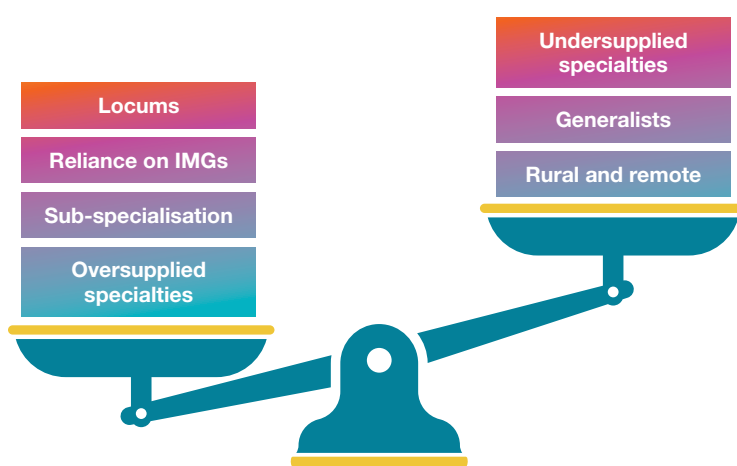 Locums
Reliance on IMGs
Sub-specialisation
Oversupplied
specialties
Undersupplied
specialties
Generalists
Rural and remote